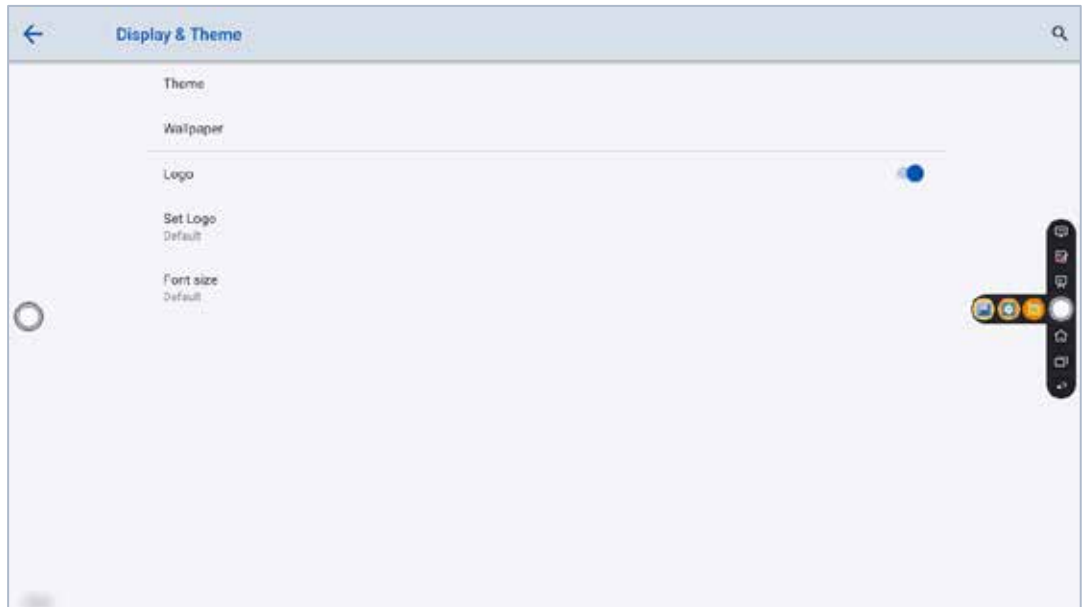 Display & Theme
Theme
Wallpaper
Logo
Set Logo
Default
Font size
Default